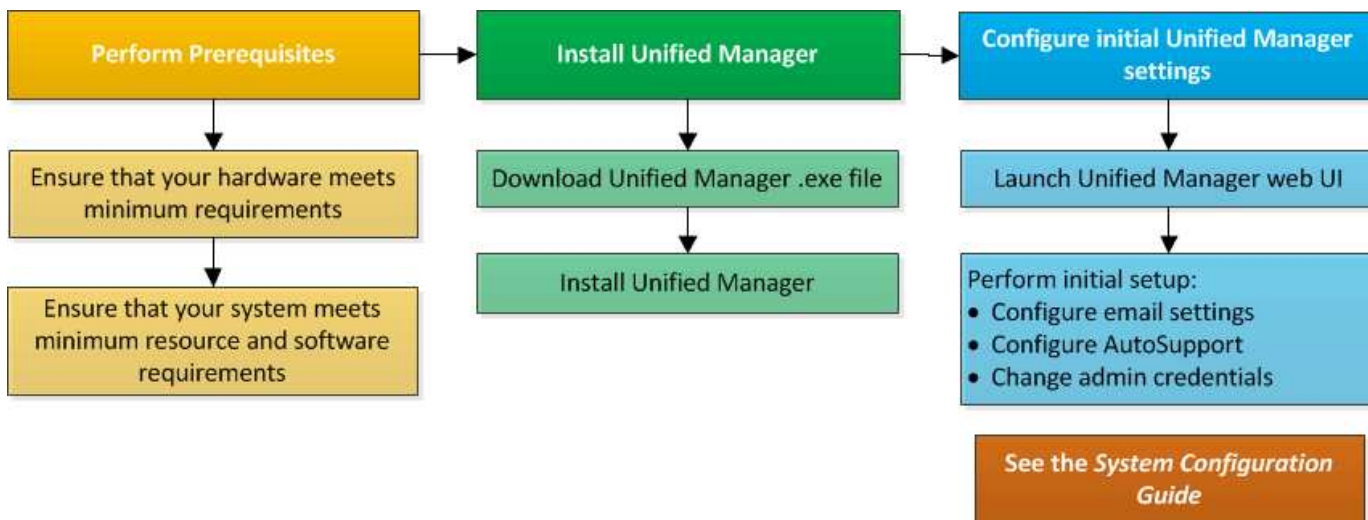 Perform Prerequisites
Install Unified Manager
Configure initial Unified Manager
settings
Ensure that your hardware meets
minimum requirements
Ensure that your system meets
minimum resource and software
requirements
Download Unified Manager .exe file
Install Unified Manager
Launch Unified Manager web UI
Perform initial setup:
• Configure email settings
• Configure AutoSupport
• Change admin credentials
See the System Configuration
Guide